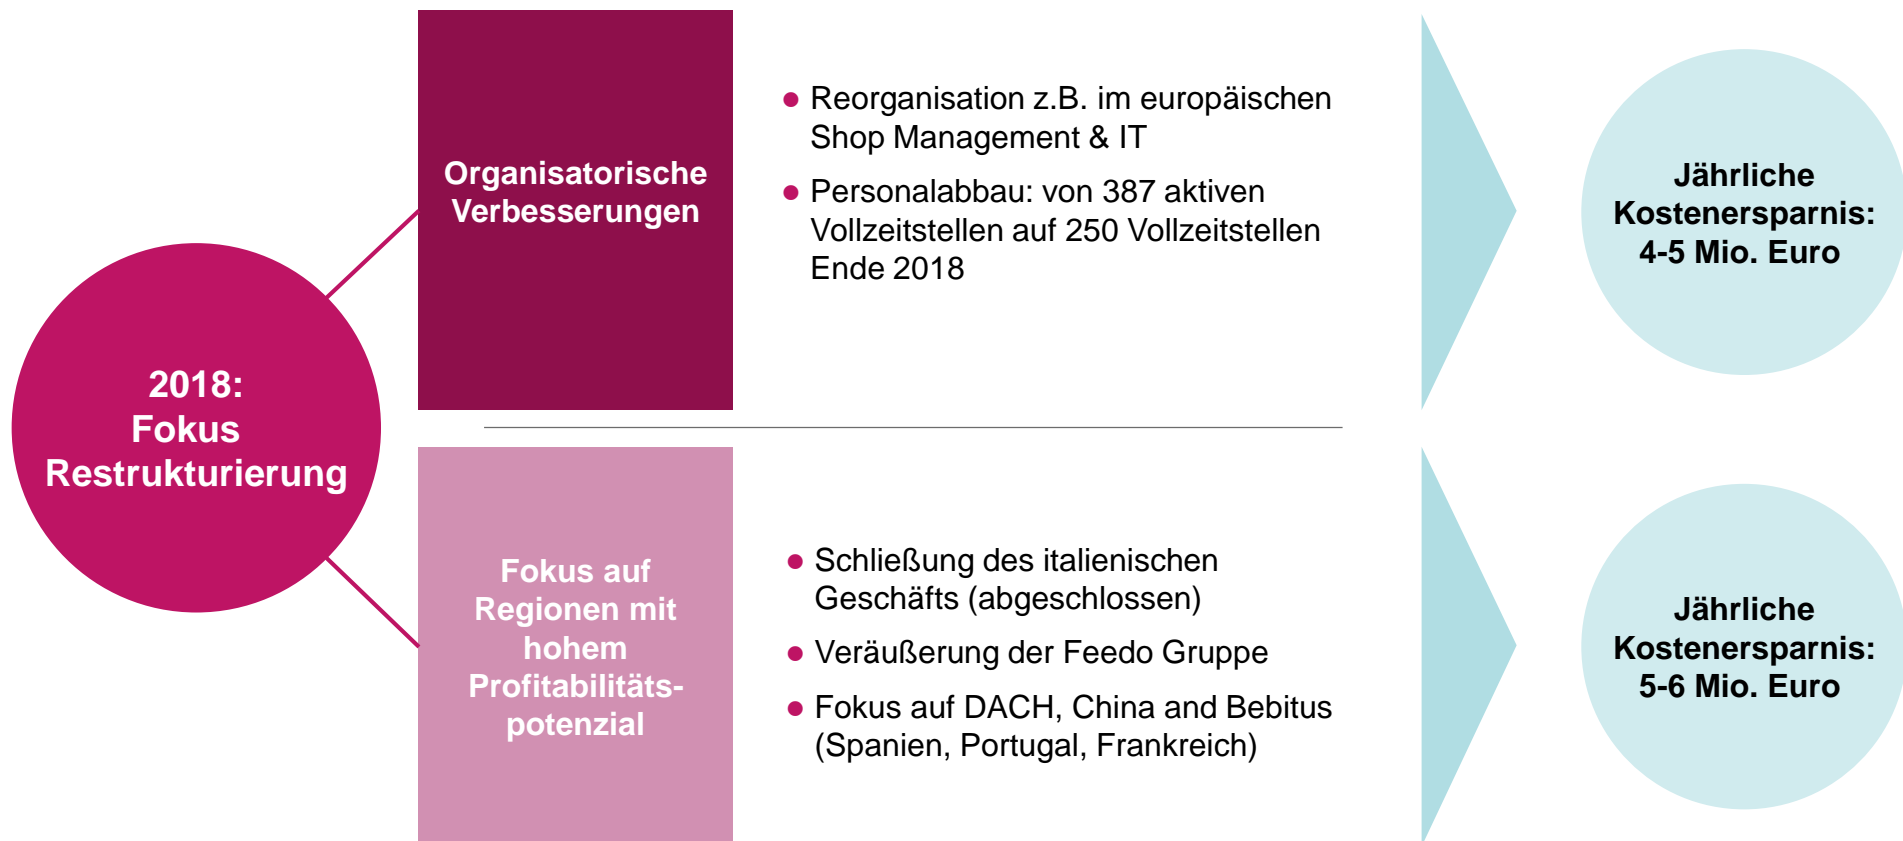 2018:
Fokus
Restrukturierung
Organisatorische
Verbesserungen
● Reorganisation z.B. im europäischen
Shop Management & IT
● Personalabbau: von 387 aktiven
Vollzeitstellen auf 250 Vollzeitstellen
Ende 2018
Jährliche
Kostenersparnis:
4-5 Mio. Euro
Fokus auf
Regionen mit
hohem
Profitabilitäts-
potenzial
● Schließung des italienischen
Geschäfts (abgeschlossen)
● Veräußerung der Feedo Gruppe
● Fokus auf DACH, China and Bebitus
(Spanien, Portugal, Frankreich)
Jährliche
Kostenersparnis:
5-6 Mio. Euro